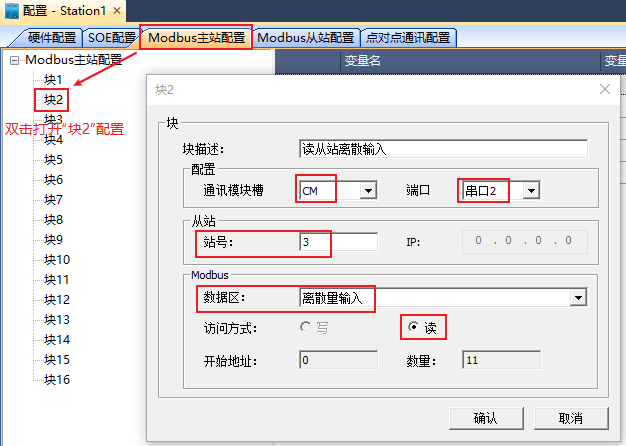 配置 - Station1 ×
硬件配置 SOE配置 Modbus主站配置 Modbus从站配置 点对点通讯配置
Modbus主站配置
变量名
变量
块1
块2
块3
双击打开"块2"配置
块4
块5
块6
块7
块8
块9
块10
块11
块12
块13
块14
块15
块16
块2
块
块描述: 读从站离散输入
配置
通讯模块槽 CM 端口 串口2
从站
站号: 3 IP: 0 . 0 . 0 . 0
Modbus
数据区: 离散量输入
访问方式: 写 读
开始地址: 0 数量: 11
确认 取消